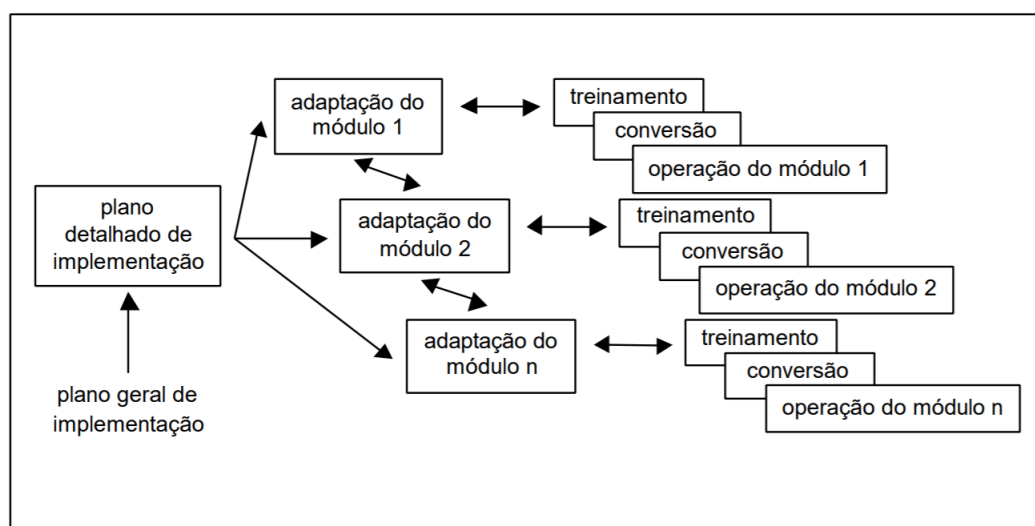 adaptação do
módulo 1
treinamento
conversão
operação do módulo 1
plano
detalhado de
implementação
adaptação do
módulo 2
treinamento
conversão
operação do módulo 2
adaptação do
módulo n
treinamento
conversão
operação do módulo n
plano geral de
implementação